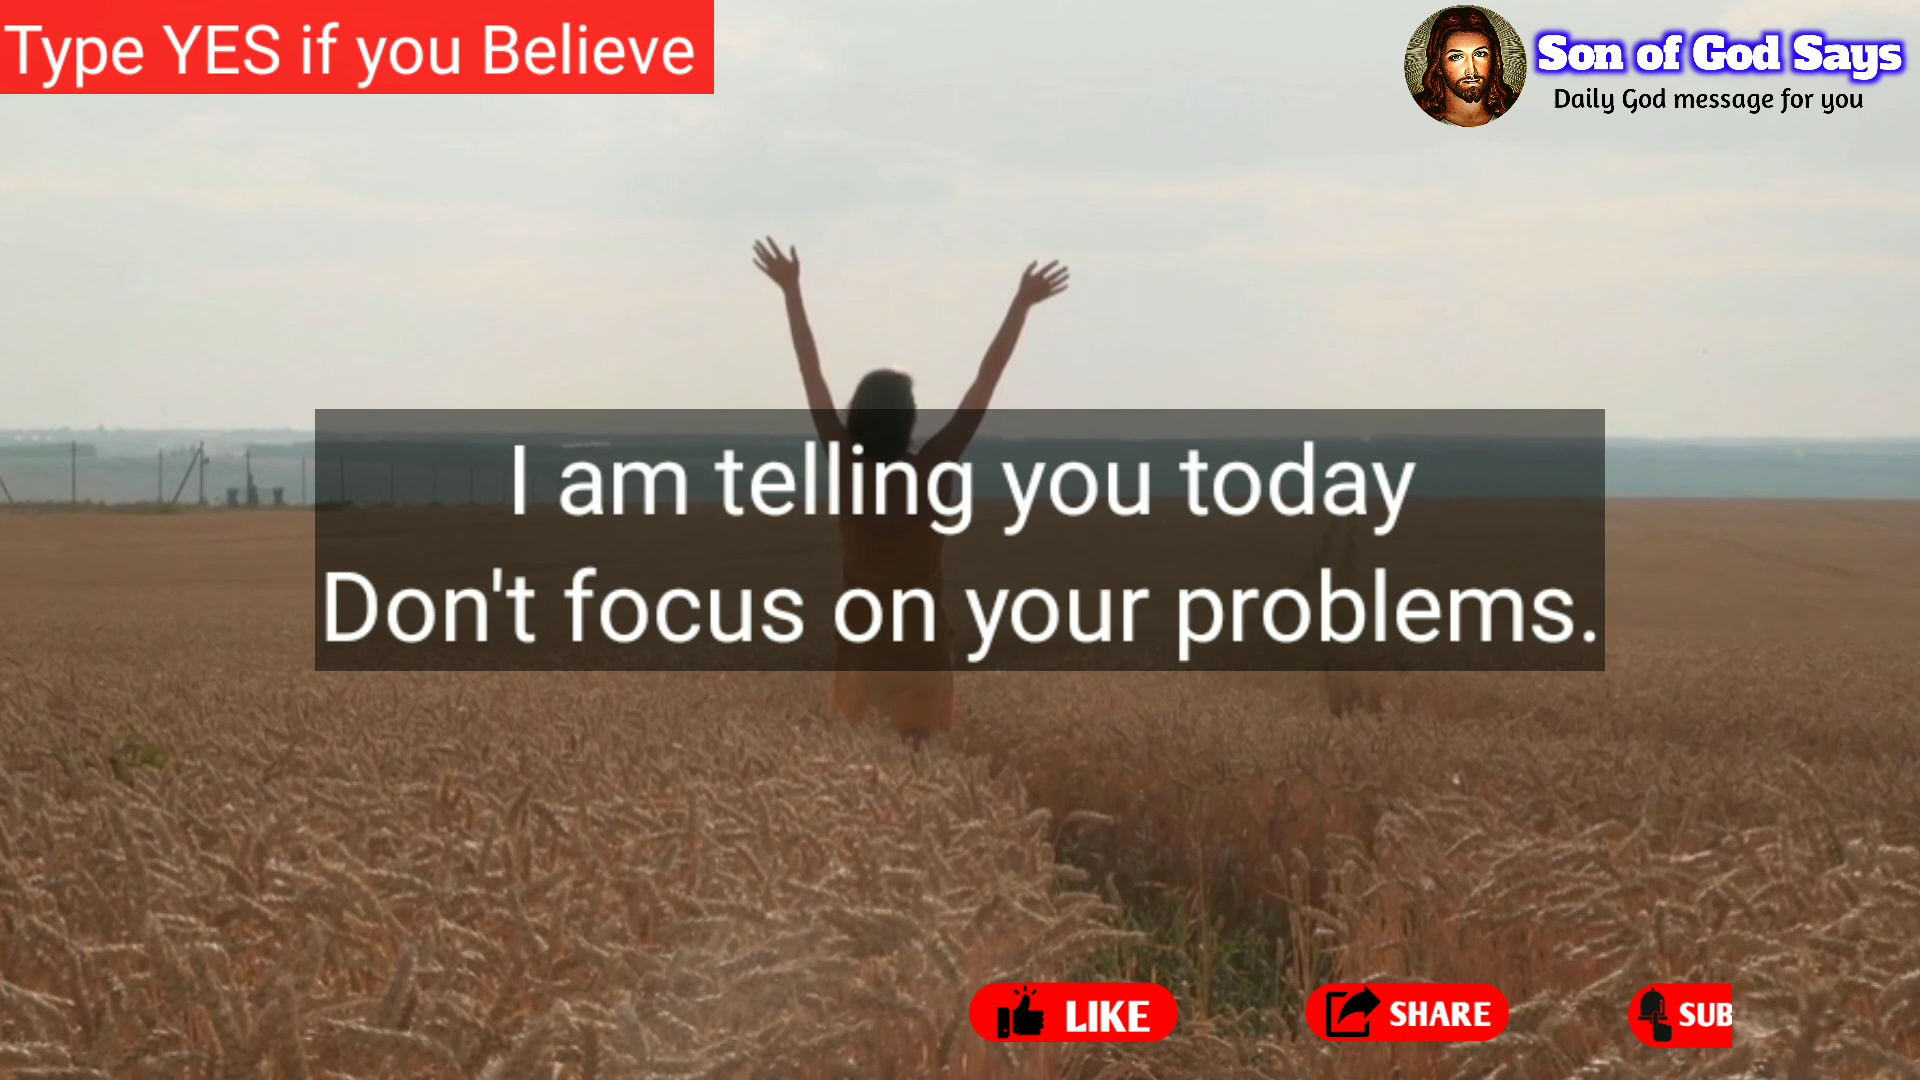 Type YES if you Believe
Son of God Says
Daily God message for you
I am telling you today
Don't focus on your problems.
LIKE
SHARE
SUB